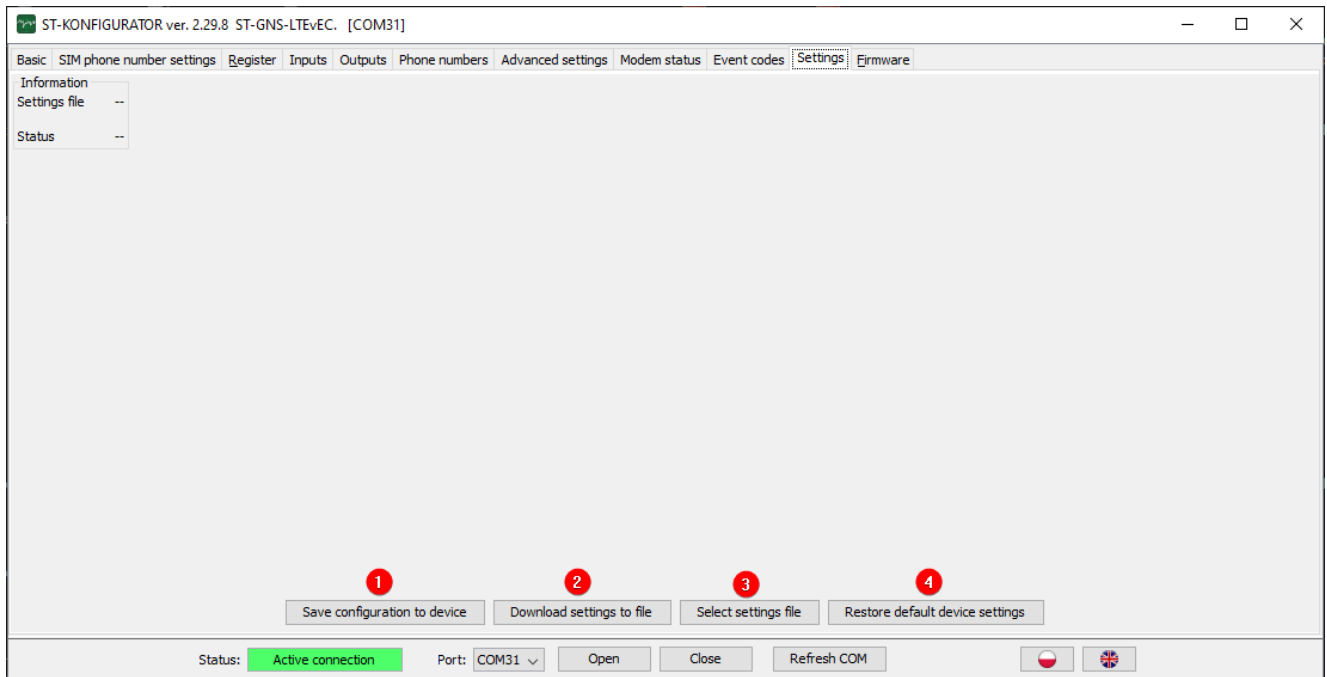 ST-KONFIGURATOR ver. 2.29.8 ST-GNS-LTEvEC. [COM31]
Basic SIM phone number settings Register Inputs Outputs Phone numbers Advanced settings Modem status Event codes Settings Firmware
Information
Settings file --
Status --
1 2 3 4
Save configuration to device Download settings to file Select settings file Restore default device settings
Status: Active connection Port: COM31 Open Close Refresh COM